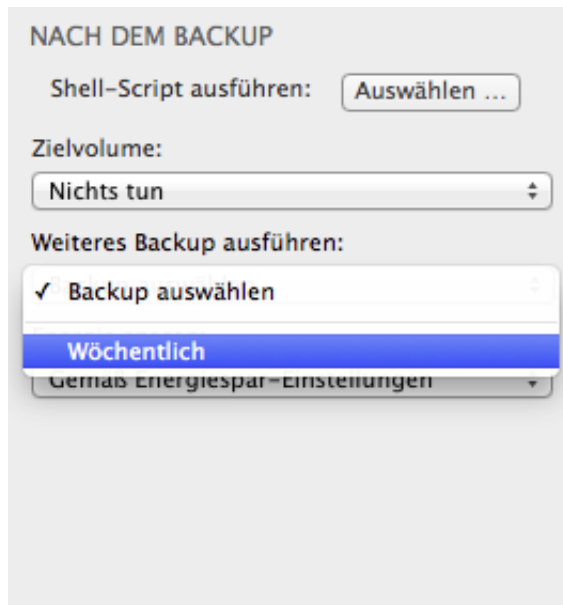 NACH DEM BACKUP
Shell-Script ausführen: Auswählen ...
Zielvolume:
Nichts tun
Weiteres Backup ausführen:
✓ Backup auswählen
Wöchentlich
Gemäß Energiespar-Einstellungen